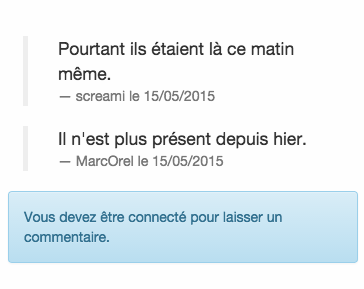 Pourtant ils étaient là ce matin
même.
— screami le 15/05/2015
Il n'est plus présent depuis hier.
— MarcOrel le 15/05/2015
Vous devez être connecté pour laisser un
commentaire.